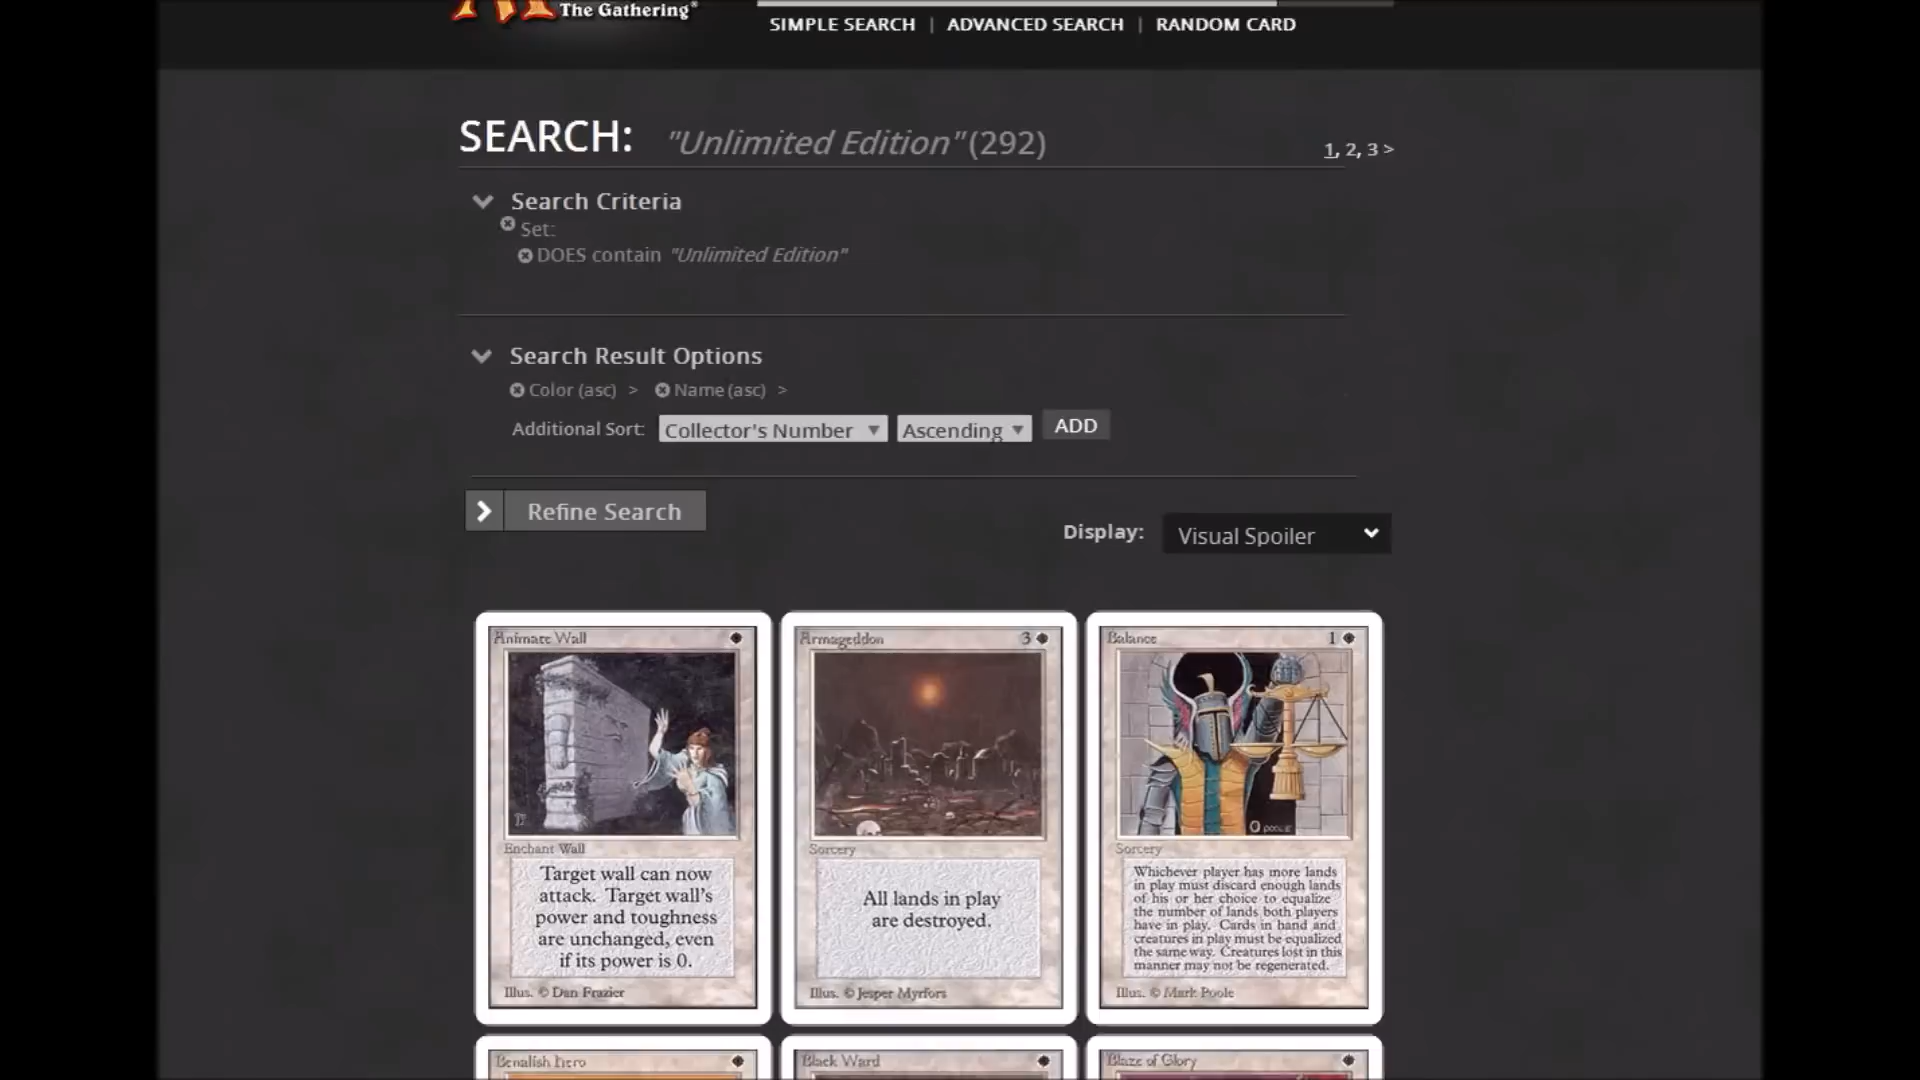 The Gathering®
SIMPLE SEARCH | ADVANCED SEARCH | RANDOM CARD
SEARCH: "Unlimited Edition" (292)
1, 2, 3 >
Search Criteria
Set:
DOES contain "Unlimited Edition"
Search Result Options
Color (asc) > Name (asc) >
Additional Sort: Collector's Number Ascending ADD
Refine Search
Display: Visual Spoiler
Animate Wall
Enchant Wall
Target wall can now
attack. Target wall's
power and toughness
are unchanged, even
if its power is 0.
Illus. © Dan Frazier
Armageddon 3
Sorcery
All lands in play
are destroyed.
Illus. © Jesper Myrfors
Balance 1
POOLE
Sorcery
Whichever player has more lands
in play must discard enough lands
of his or her choice to equalize
the number of lands both players
have in play. Cards in hand and
creatures in play must be equalized
the same way. Creatures lost in this
manner may not be regenerated.
Illus. © Mark Poole
Benalish Hero
Black Ward
Blaze of Glory